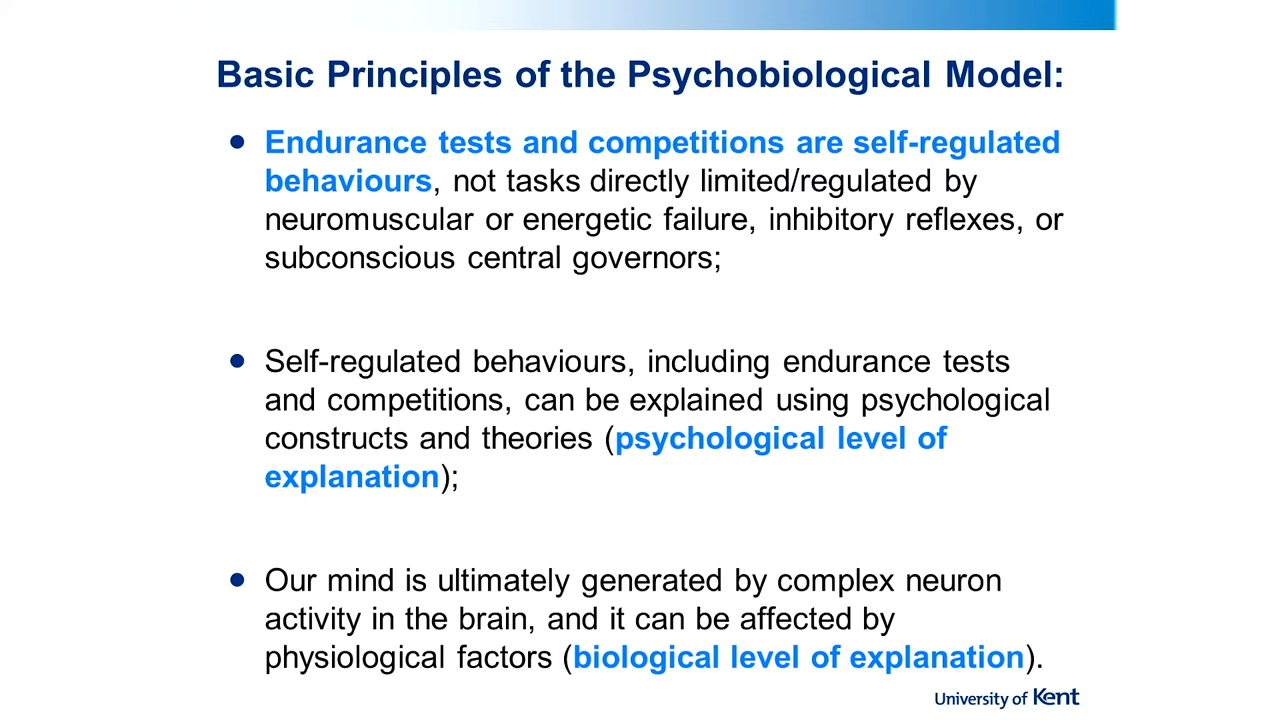 Basic Principles of the Psychobiological Model:
• Endurance tests and competitions are self-regulated
behaviours, not tasks directly limited/regulated by
neuromuscular or energetic failure, inhibitory reflexes, or
subconscious central governors;
• Self-regulated behaviours, including endurance tests
and competitions, can be explained using psychological
constructs and theories (psychological level of
explanation);
• Our mind is ultimately generated by complex neuron
activity in the brain, and it can be affected by
physiological factors (biological level of explanation).
University of Kent